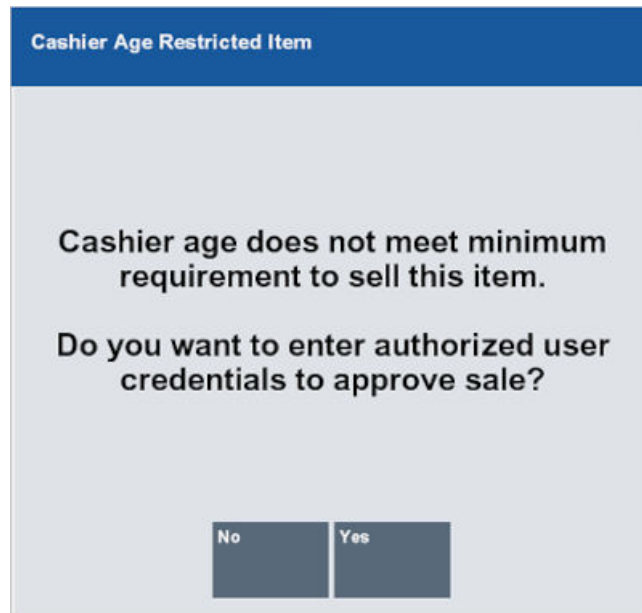 Cashier Age Restricted Item
Cashier age does not meet minimum
requirement to sell this item.
Do you want to enter authorized user
credentials to approve sale?
No
Yes